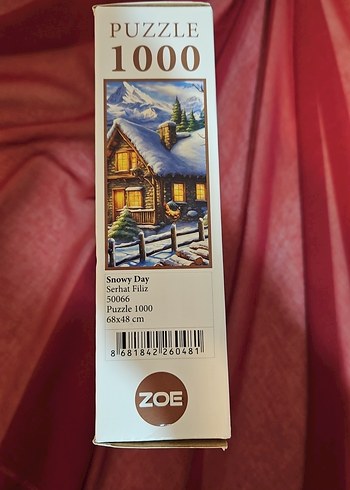 PUZZLE
1000
Snowy Day
Serhat Filiz
50066
Puzzle 1000
68x48 cm
8 681842 260481
ZOE